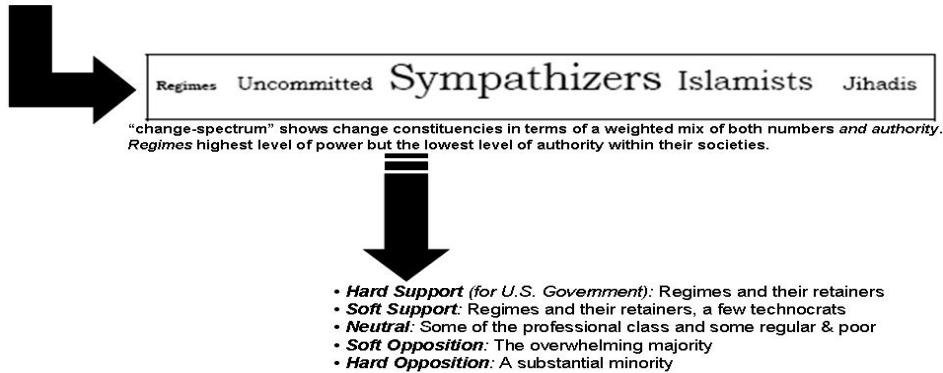 Regimes Uncommitted Sympathizers Islamists Jihadis
“change-spectrum” shows change constituencies in terms of a weighted mix of both numbers and authority.
Regimes highest level of power but the lowest level of authority within their societies.
• Hard Support (for U.S. Government): Regimes and their retainers
• Soft Support: Regimes and their retainers, a few technocrats
• Neutral: Some of the professional class and some regular & poor
• Soft Opposition: The overwhelming majority
• Hard Opposition: A substantial minority